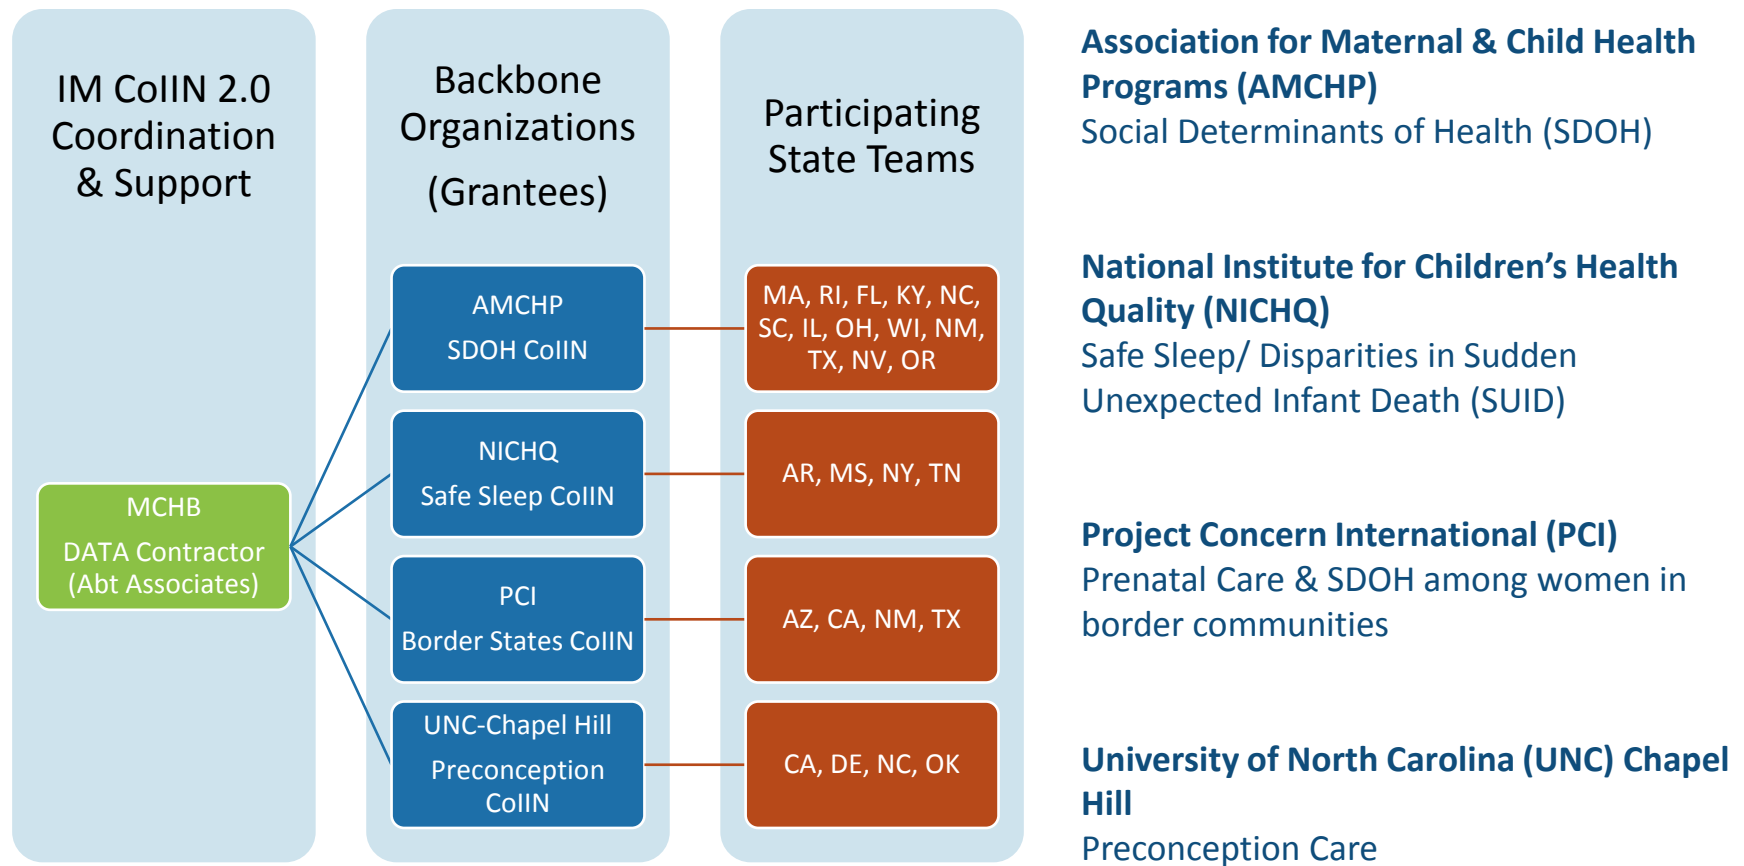 IM CoIIN 2.0
Coordination
& Support
MCHB
DATA Contractor
(Abt Associates)
Backbone
Organizations
(Grantees)
AMCHP
SDOH CoIIN
NICHQ
Safe Sleep CoIIN
PCI
Border States CoIIN
UNC-Chapel Hill
Preconception
CoIIN
Participating
State Teams
MA, RI, FL, KY, NC,
SC, IL, OH, WI, NM,
TX, NV, OR
AR, MS, NY, TN
AZ, CA, NM, TX
CA, DE, NC, OK
Association for Maternal & Child Health
Programs (AMCHP)
Social Determinants of Health (SDOH)
National Institute for Children’s Health
Quality (NICHQ)
Safe Sleep/ Disparities in Sudden
Unexpected Infant Death (SUID)
Project Concern International (PCI)
Prenatal Care & SDOH among women in
border communities
University of North Carolina (UNC) Chapel
Hill
Preconception Care